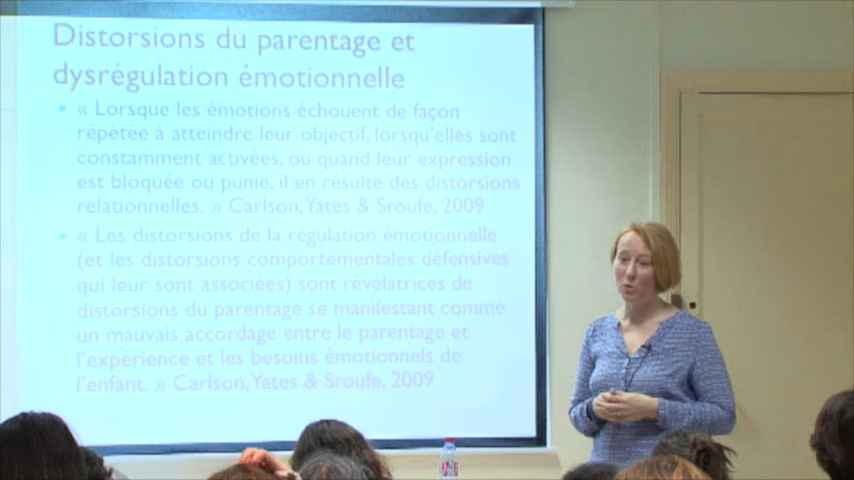 Distorsions du parentage et
dysrégulation émotionnelle
« Lorsque les émotions échouent de façon
répétée à atteindre leur objectif, lorsqu'elles sont
constamment activées, ou quand leur expression
est bloquée ou punie, il en résulte des distorsions
relationnelles. » Carlson, Yates & Sroufe, 2009
« Les distorsions de la régulation émotionnelle
(et les distorsions comportementales défensives
qui leur sont associées) sont révélatrices de
distorsions du parentage se manifestant comme
un mauvais accordage entre le parentage et
l'expérience et les besoins émotionnels de
l'enfant. » Carlson, Yates & Sroufe, 2009